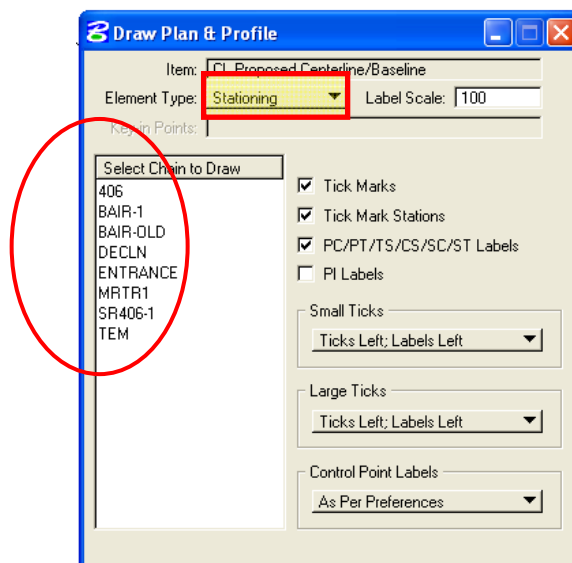 Draw Plan & Profile
Item: CL Proposed Centerline/Baseline
Element Type: Stationing Label Scale: 100
Key in Points:
Select Chain to Draw
406
BAIR-1
BAIR-OLD
DECLN
ENTRANCE
MRTR1
SR406-1
TEM
Tick Marks
Tick Mark Stations
PC/PT/TS/CS/SC/ST Labels
PI Labels
Small Ticks
Ticks Left; Labels Left
Large Ticks
Ticks Left; Labels Left
Control Point Labels
As Per Preferences